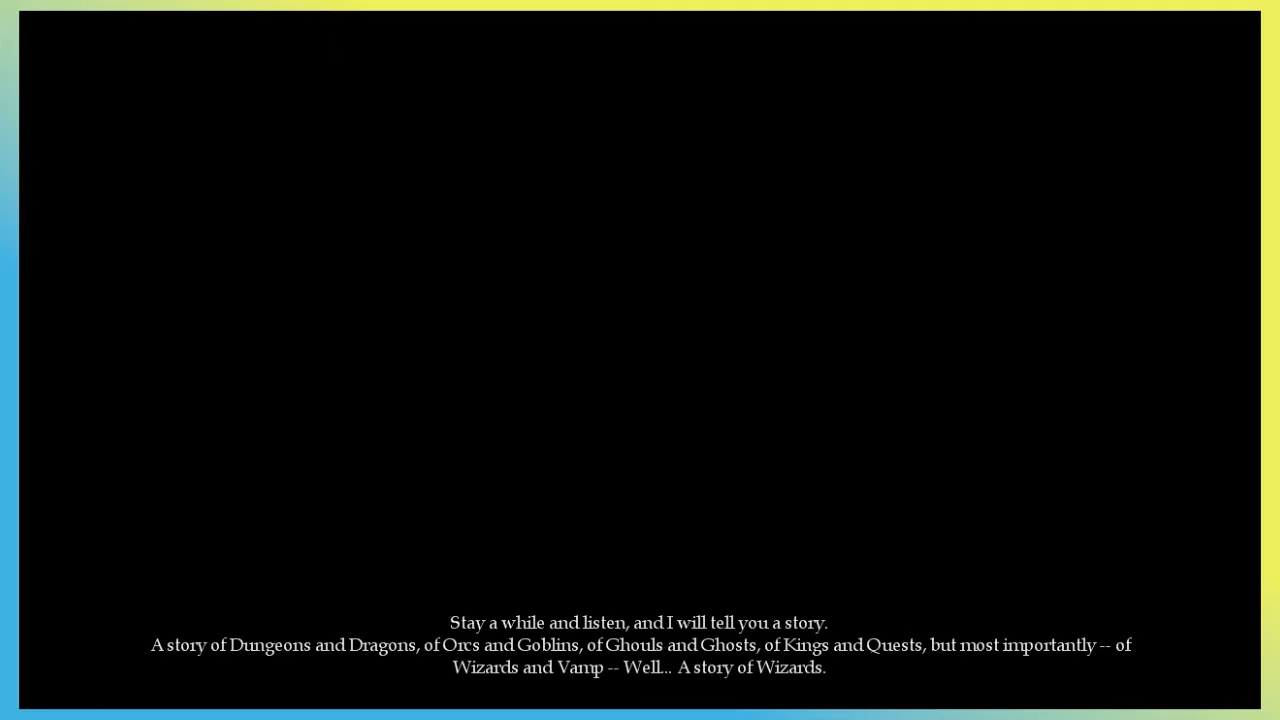 Stay a while and listen, and I will tell you a story.
A story of Dungeons and Dragons, of Orcs and Goblins, of Ghouls and Ghosts, of Kings and Quests, but most importantly -- of
Wizards and Vamp -- Well... A story of Wizards.